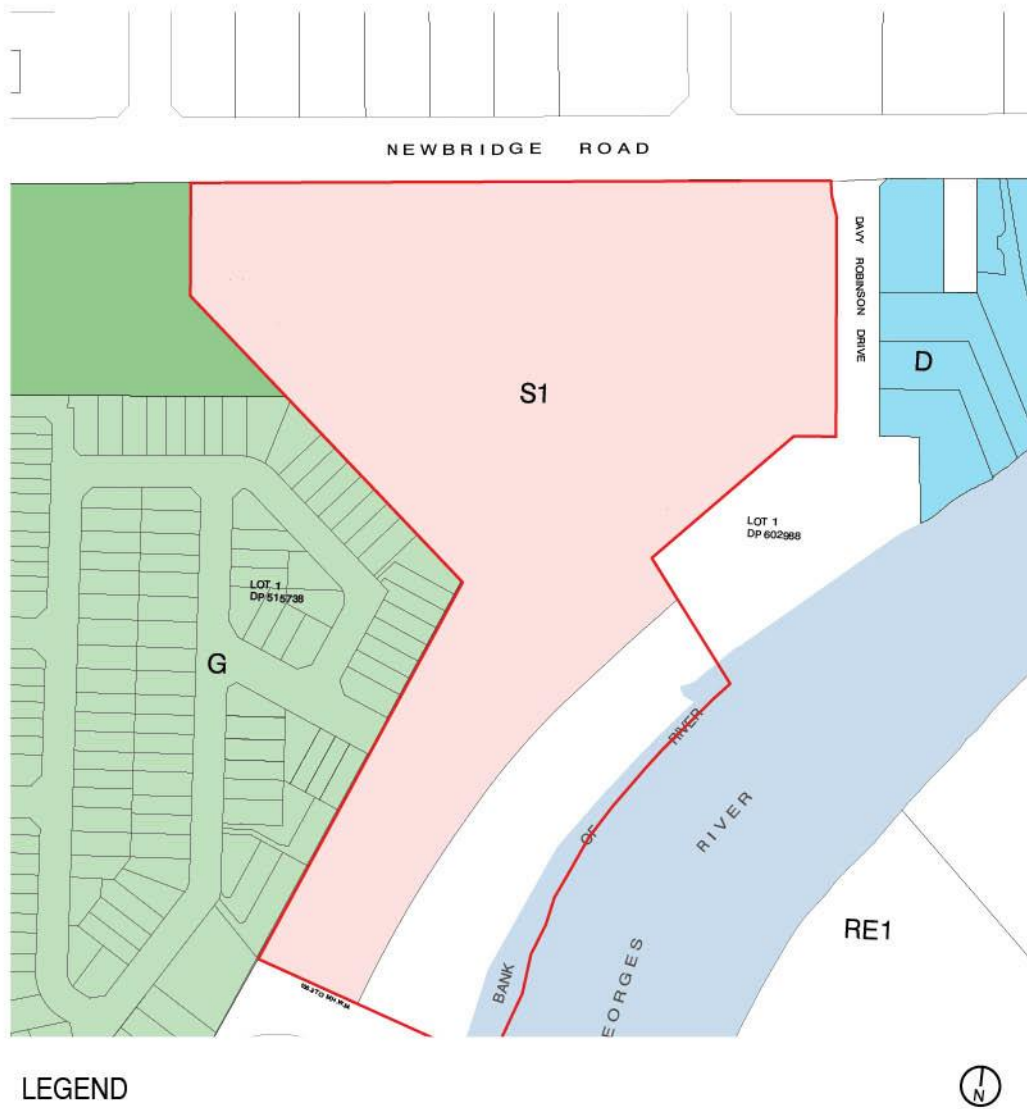 NEWBRIDGE ROAD
DAVY ROBINSON DRIVE
S1
D
LOT 1
DP 602988
LOT 1
DP 515738
G
RIVER
OF
BANK
RIVER
EORGES
RE1
LEGEND
N